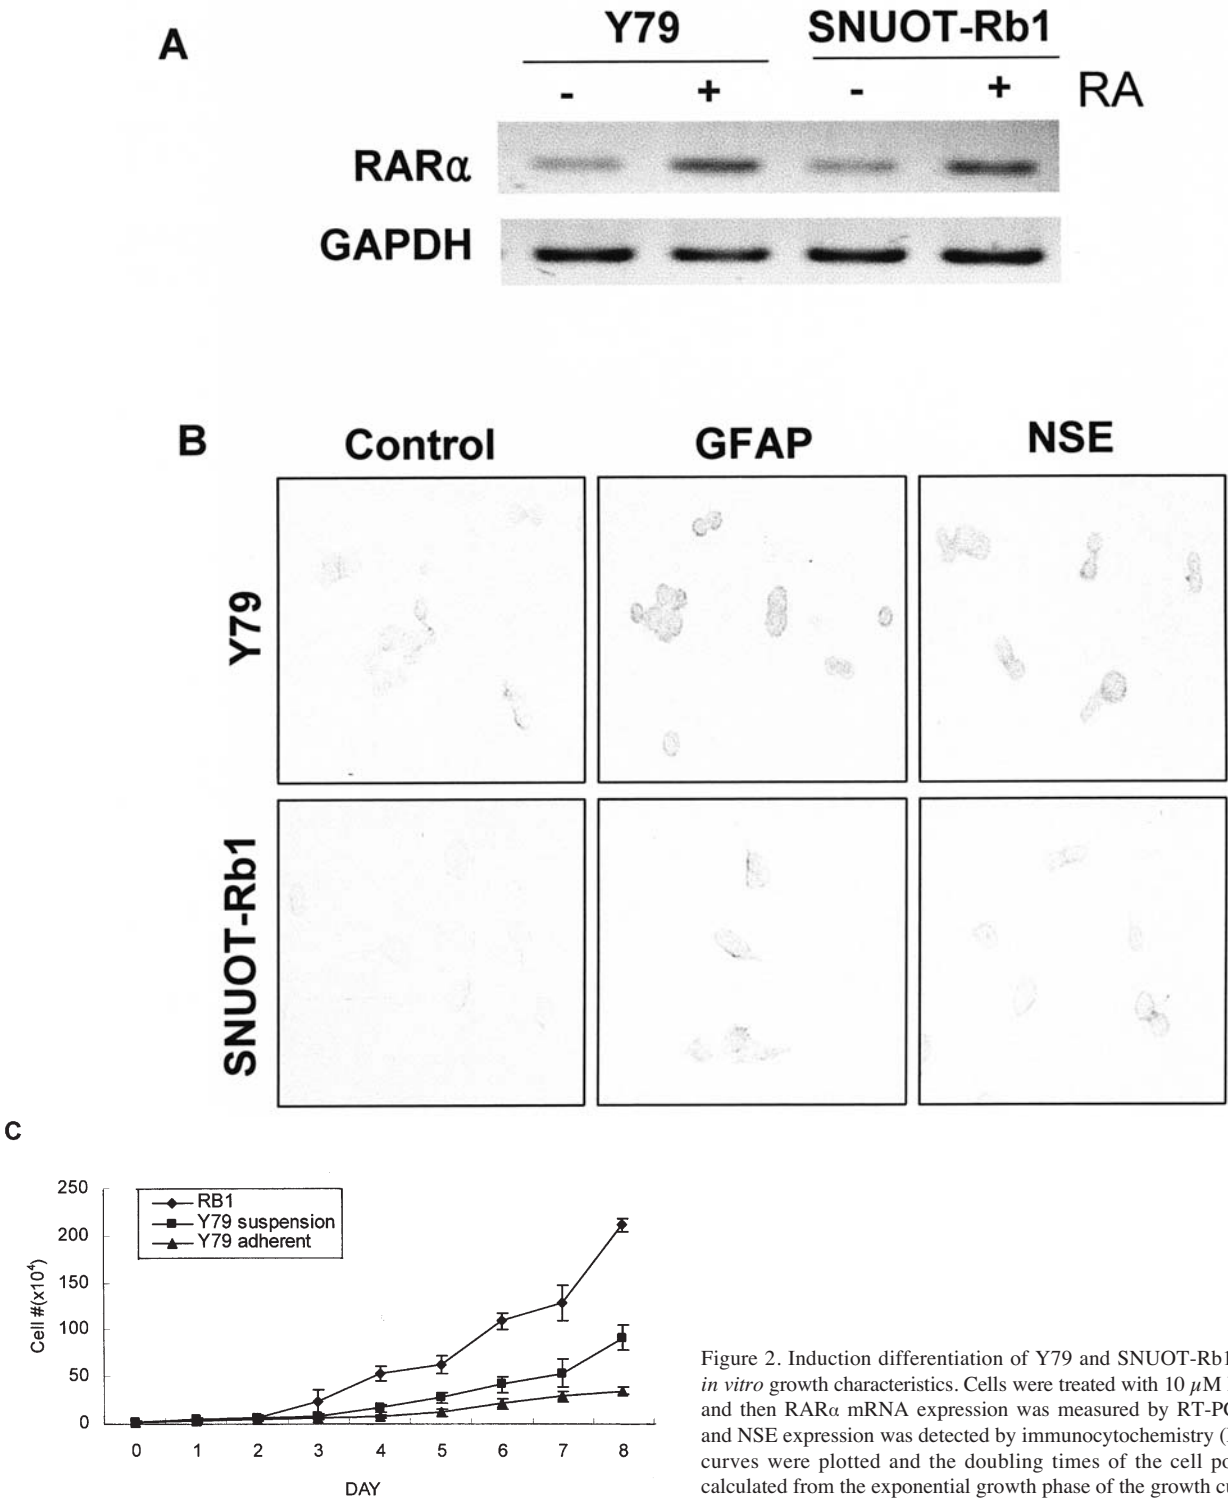 A
Y79 SNUOT-Rb1
- + - + RA
RARα
GAPDH
B
Control GFAP NSE
Y79
SNUOT-Rb1
C
250
200
150
100
50
0
Cell #(x10⁴)
RB1
Y79 suspension
Y79 adherent
0 1 2 3 4 5 6 7 8
DAY
Figure 2. Induction differentiation of Y79 and SNUOT-Rb1
in vitro growth characteristics. Cells were treated with 10 µM
and then RARα mRNA expression was measured by RT-PC
and NSE expression was detected by immunocytochemistry (
curves were plotted and the doubling times of the cell po
calculated from the exponential growth phase of the growth cu